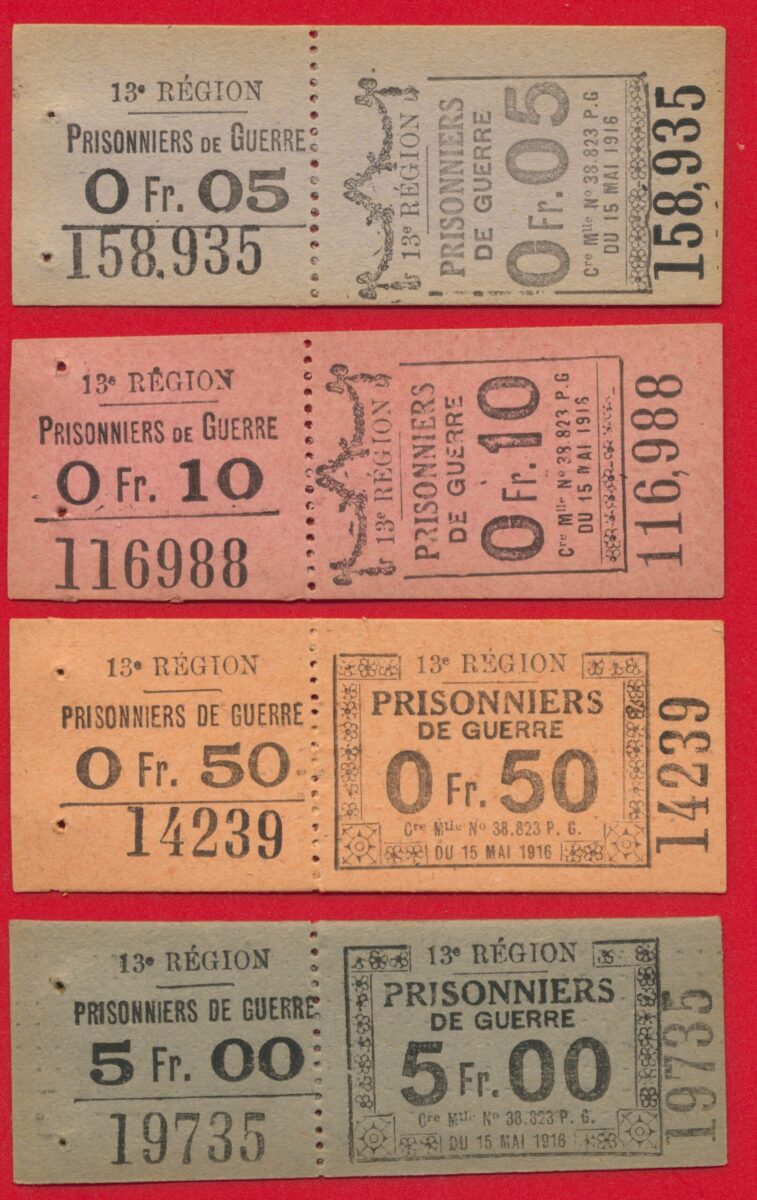 13e RÉGION
PRISONNIERS DE GUERRE
0 Fr. 05
158,935
13e RÉGION
PRISONNIERS
DE GUERRE
0 Fr. 05
Cre Mlle No 38.823 P.G
DU 15 MAI 1916
158,935
13e RÉGION
PRISONNIERS DE GUERRE
0 Fr. 10
116988
13e RÉGION
PRISONNIERS
DE GUERRE
0 Fr. 10
Cre Mlle No 38.823 P.G
DU 15 MAI 1916
116,988
13e RÉGION
PRISONNIERS DE GUERRE
0 Fr. 50
14239
13e RÉGION
PRISONNIERS
DE GUERRE
0 Fr. 50
Cre Mlle No 38.823 P. G.
DU 15 MAI 1916
14239
13e RÉGION
PRISONNIERS DE GUERRE
5 Fr. 00
19735
13e RÉGION
PRISONNIERS
DE GUERRE
5 Fr. 00
Cre Mlle No 38.823 P. G.
DU 15 MAI 1916
19735